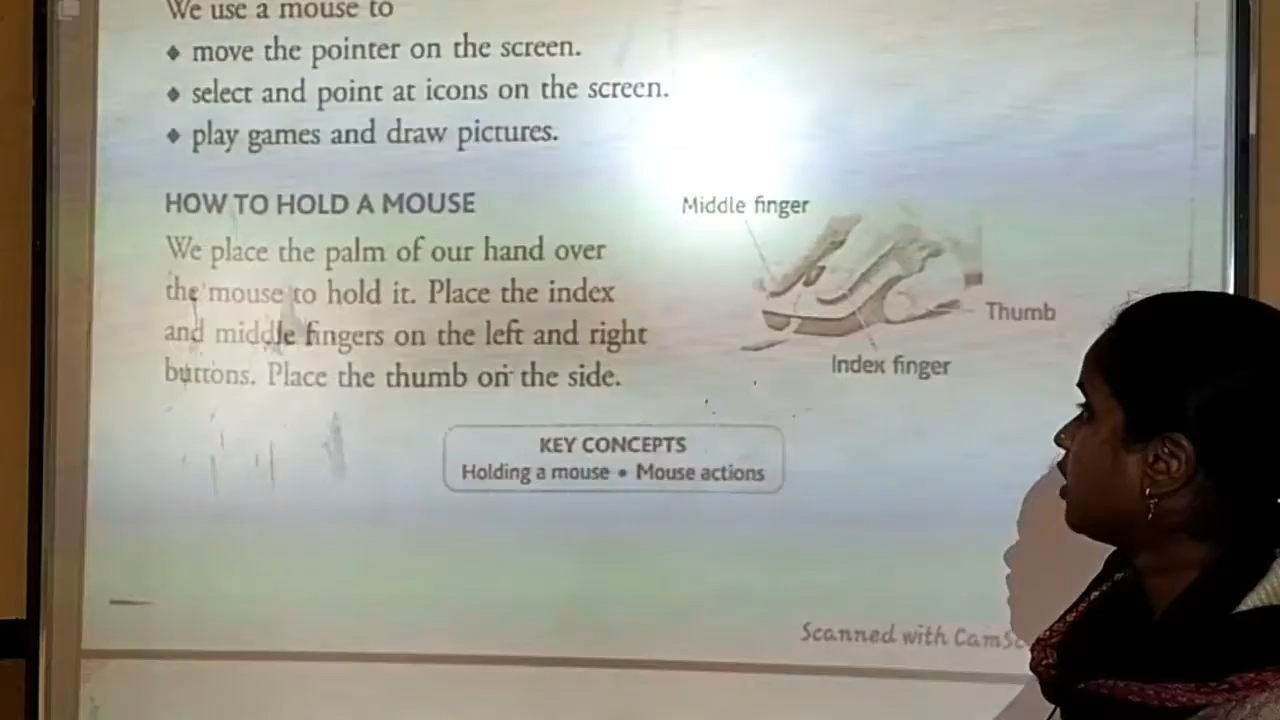 We use a mouse to
◆ move the pointer on the screen.
◆ select and point at icons on the screen.
◆ play games and draw pictures.
HOW TO HOLD A MOUSE
We place the palm of our hand over
the mouse to hold it. Place the index
and middle fingers on the left and right
buttons. Place the thumb on the side.
Middle finger
Thumb
Index finger
KEY CONCEPTS
Holding a mouse • Mouse actions
Scanned with